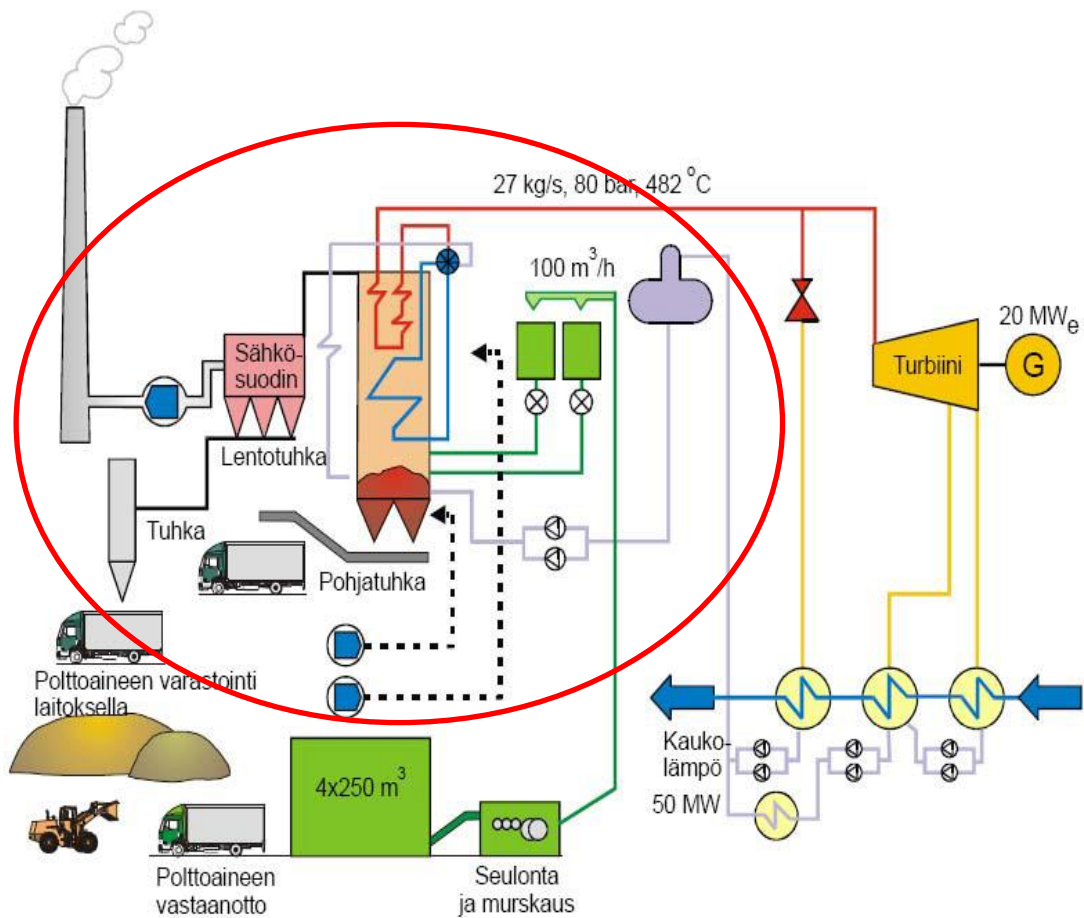 27 kg/s, 80 bar, 482 °C
100 m³/h
20 MWe
Sähkö-
suodin
Turbiini
G
Lentotuhka
Tuhka
Pohjatuhka
Polttoaineen varastointi
laitoksella
Kauko-
lämpö
4x250 m³
50 MW
Polttoaineen
vastaanotto
Seulonta
ja murskaus